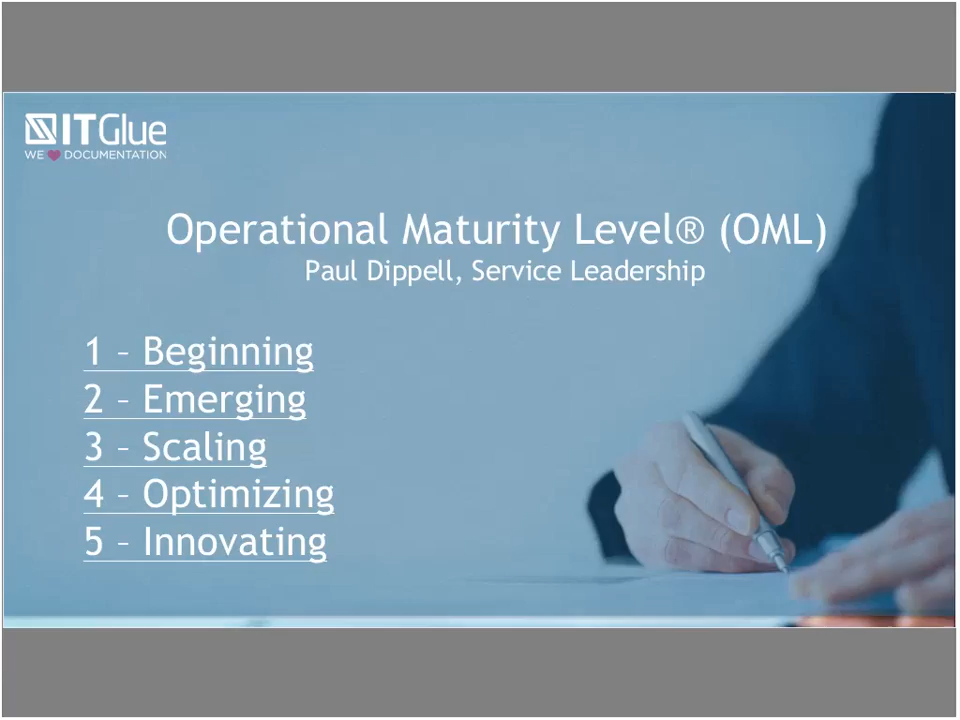 ITGlue
WE ❤ DOCUMENTATION
Operational Maturity Level® (OML)
Paul Dippell, Service Leadership
1 – Beginning
2 – Emerging
3 – Scaling
4 – Optimizing
5 – Innovating